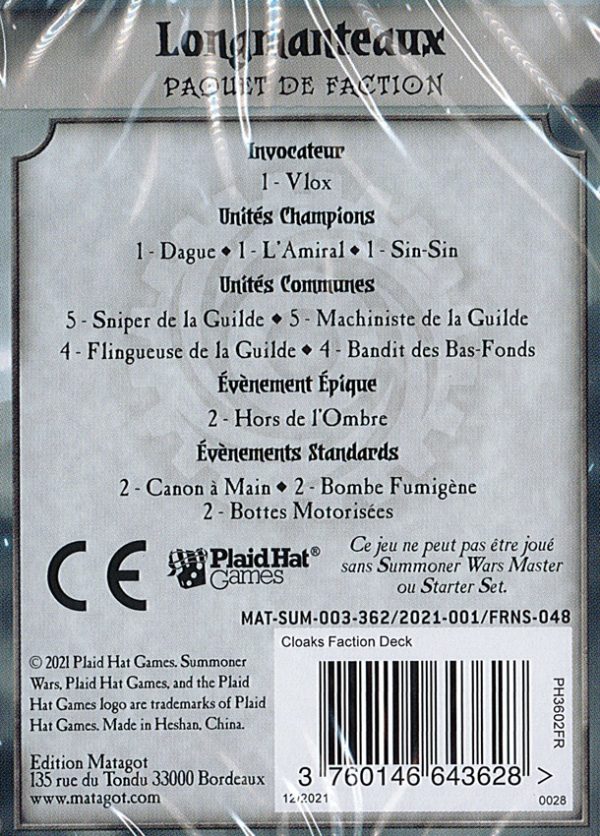 Longmanteaux
PAQUET DE FACTION
Invocateur
1 - Vlox
Unités Champions
1 - Dague ◆ 1 - L'Amiral ◆ 1 - Sin-Sin
Unités Communes
5 - Sniper de la Guilde ◆ 5 - Machiniste de la Guilde
4 - Flingueuse de la Guilde ◆ 4 - Bandit des Bas-Fonds
Évènement Épique
2 - Hors de l'Ombre
Évènements Standards
2 - Canon à Main ◆ 2 - Bombe Fumigène
2 - Bottes Motorisées
CE
Plaid Hat®
Games
Ce jeu ne peut pas être joué
sans Summoner Wars Master
ou Starter Set.
MAT-SUM-003-362/2021-001/FRNS-048
© 2021 Plaid Hat Games. Summoner
Wars, Plaid Hat Games, and the Plaid
Hat Games logo are trademarks of Plaid
Hat Games. Made in Heshan, China.
Edition Matagot
135 rue du Tondu 33000 Bordeaux
www.matagot.com
Cloaks Faction Deck
PH3602FR
3 760146 643628 >
12/2021
0028